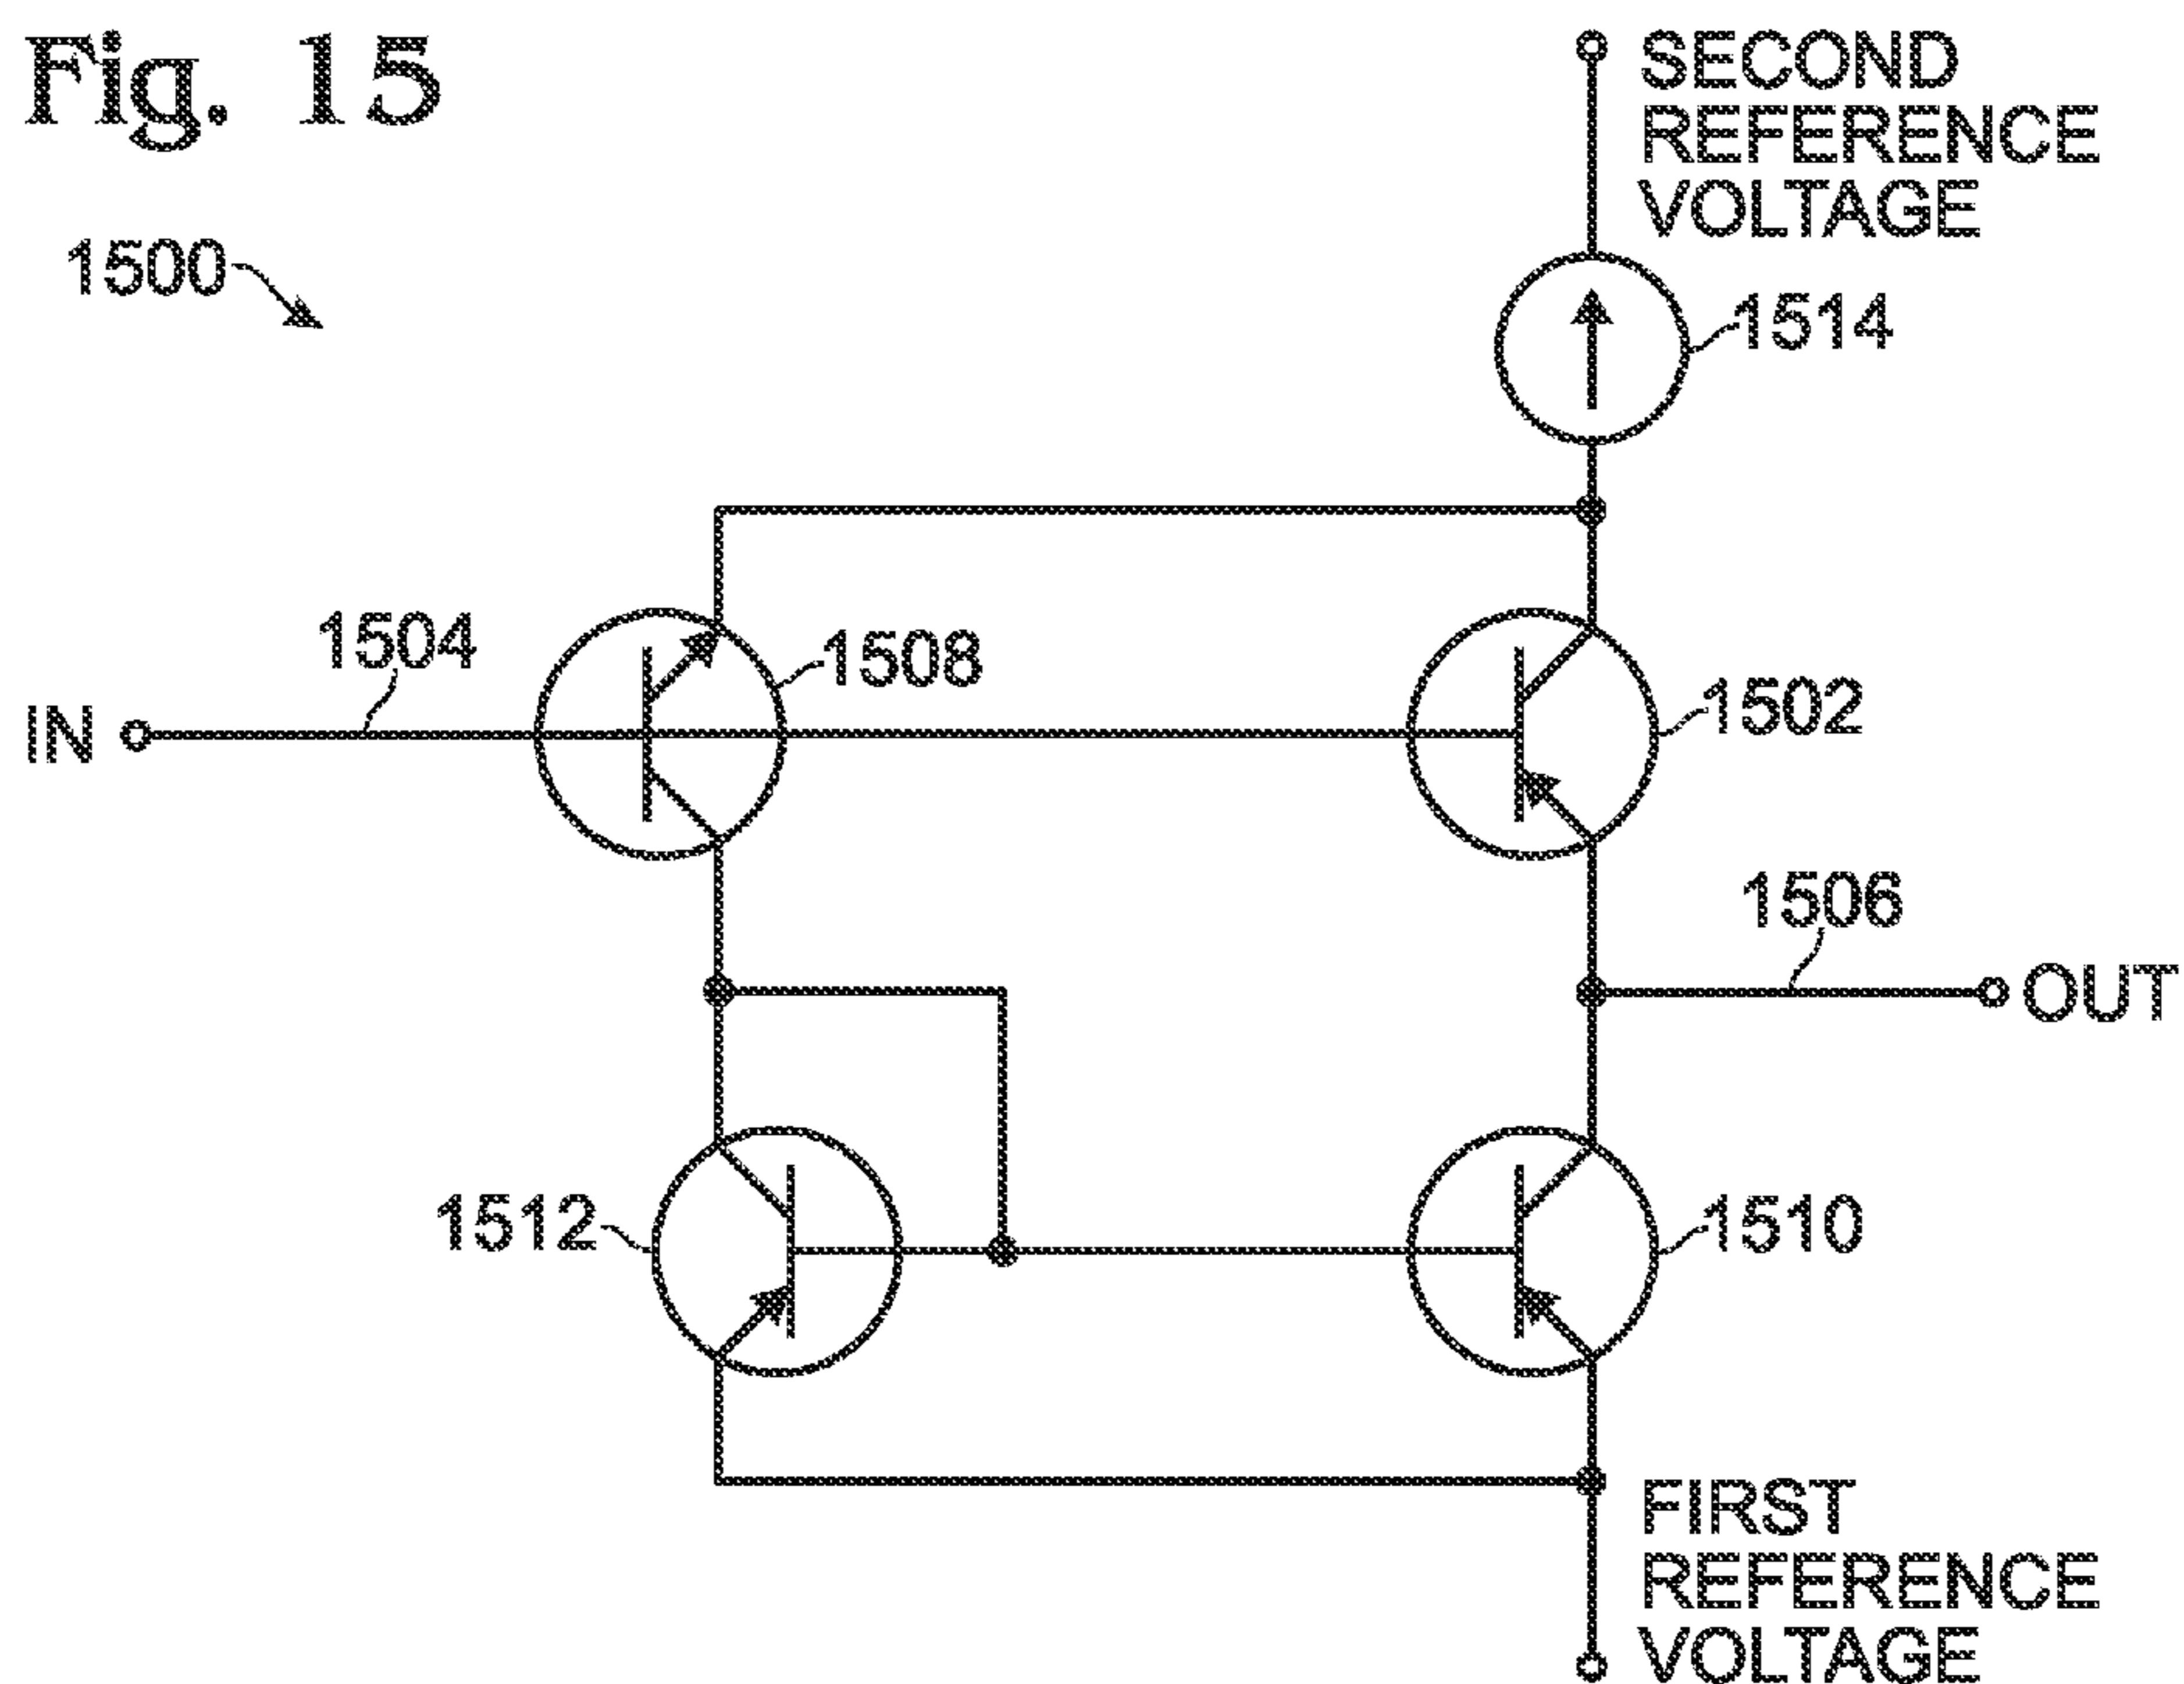 Fig. 15
SECOND
REFERENCE
VOLTAGE
1500
1514
1504
1508
1502
IN
1506
OUT
1512
1510
FIRST
REFERENCE
VOLTAGE